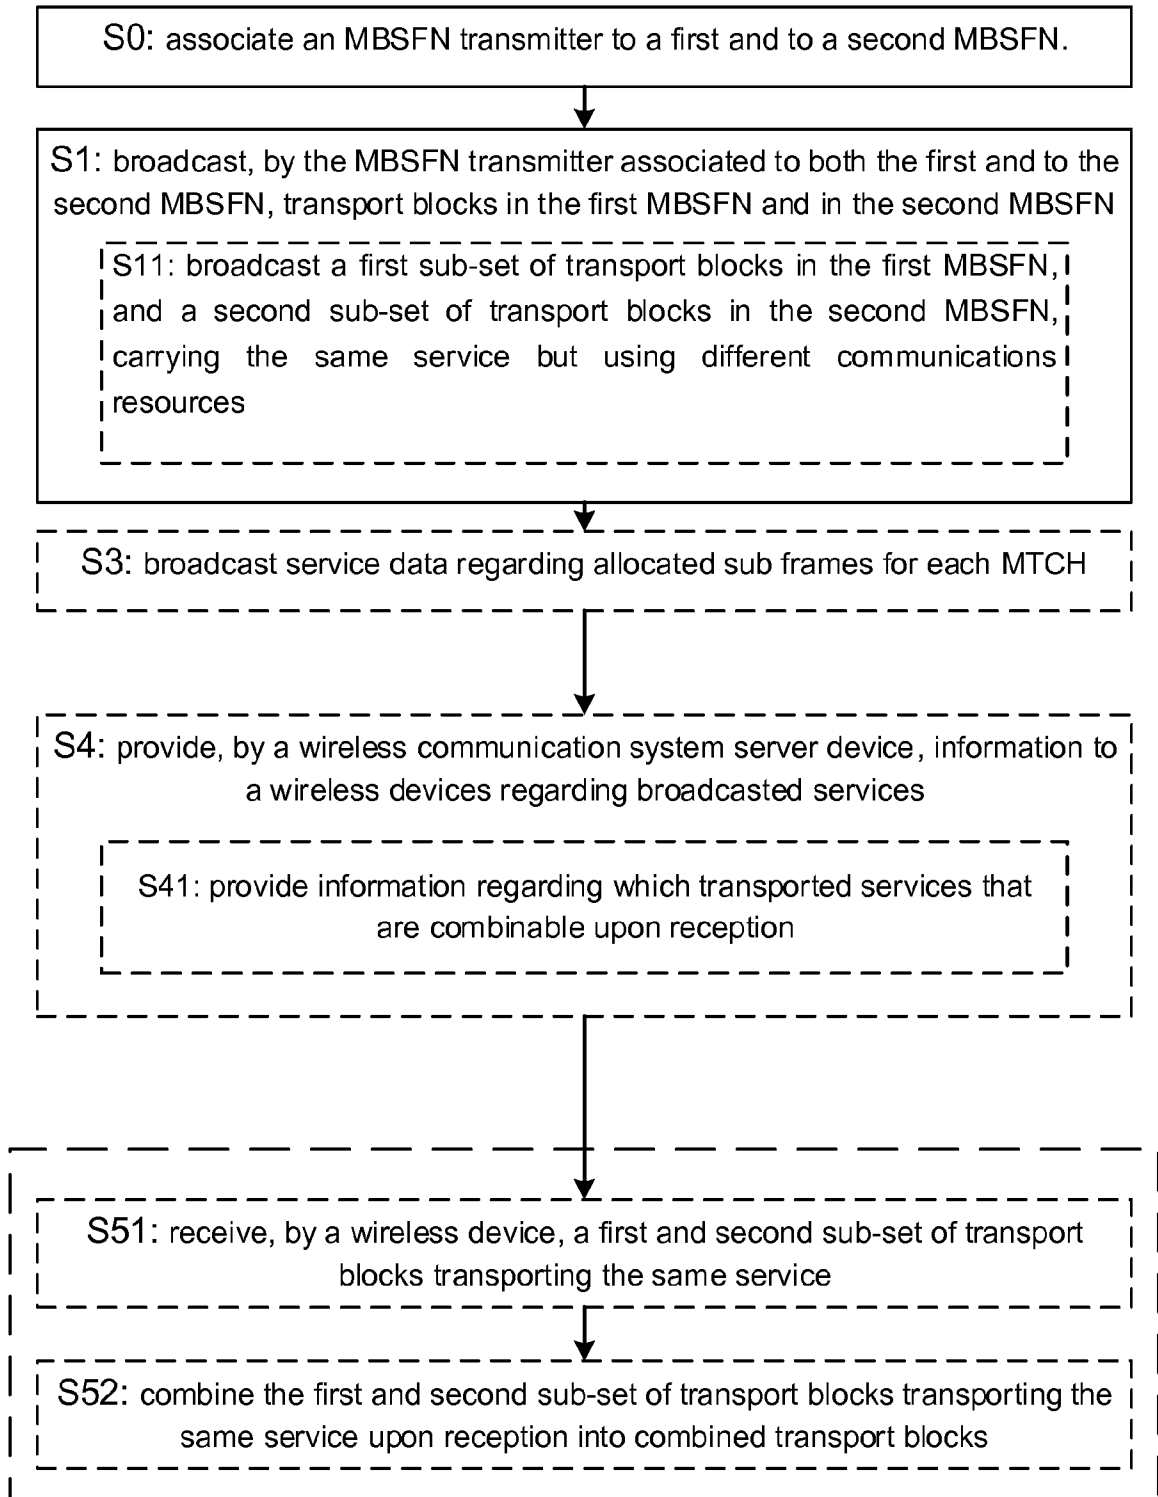 S0: associate an MBSFN transmitter to a first and to a second MBSFN.
S1: broadcast, by the MBSFN transmitter associated to both the first and to the
second MBSFN, transport blocks in the first MBSFN and in the second MBSFN
S11: broadcast a first sub-set of transport blocks in the first MBSFN,
and a second sub-set of transport blocks in the second MBSFN,
carrying the same service but using different communications
resources
S3: broadcast service data regarding allocated sub frames for each MTCH
S4: provide, by a wireless communication system server device, information to
a wireless devices regarding broadcasted services
S41: provide information regarding which transported services that
are combinable upon reception
S51: receive, by a wireless device, a first and second sub-set of transport
blocks transporting the same service
S52: combine the first and second sub-set of transport blocks transporting the
same service upon reception into combined transport blocks